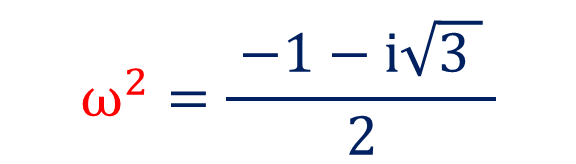 ω² = (−1 − i√3) / 2